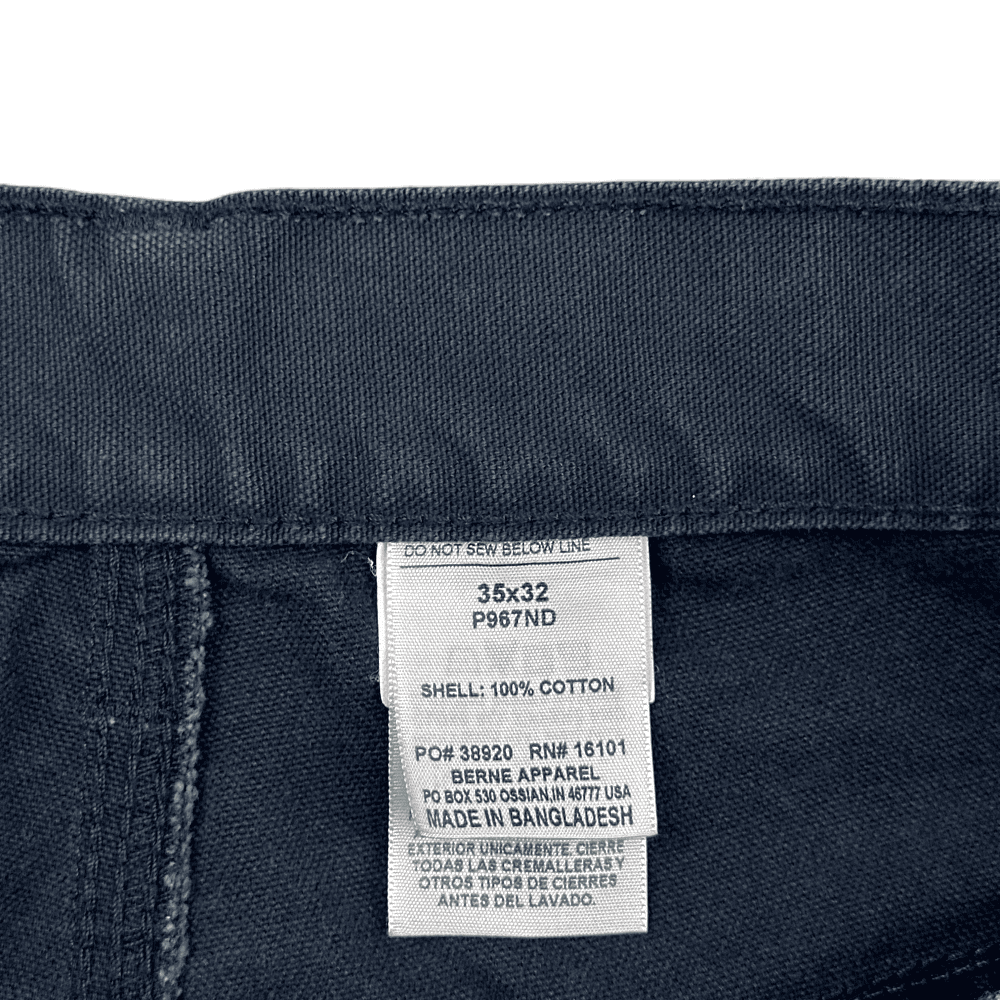 DO NOT SEW BELOW LINE
35x32
P967ND
SHELL: 100% COTTON
PO# 38920 RN# 16101
BERNE APPAREL
PO BOX 530 OSSIAN.IN 46777 USA
MADE IN BANGLADESH
EXTERIOR UNICAMENTE. CIERRE
TODAS LAS CREMALLERAS Y
OTROS TIPOS DE CIERRES
ANTES DEL LAVADO.